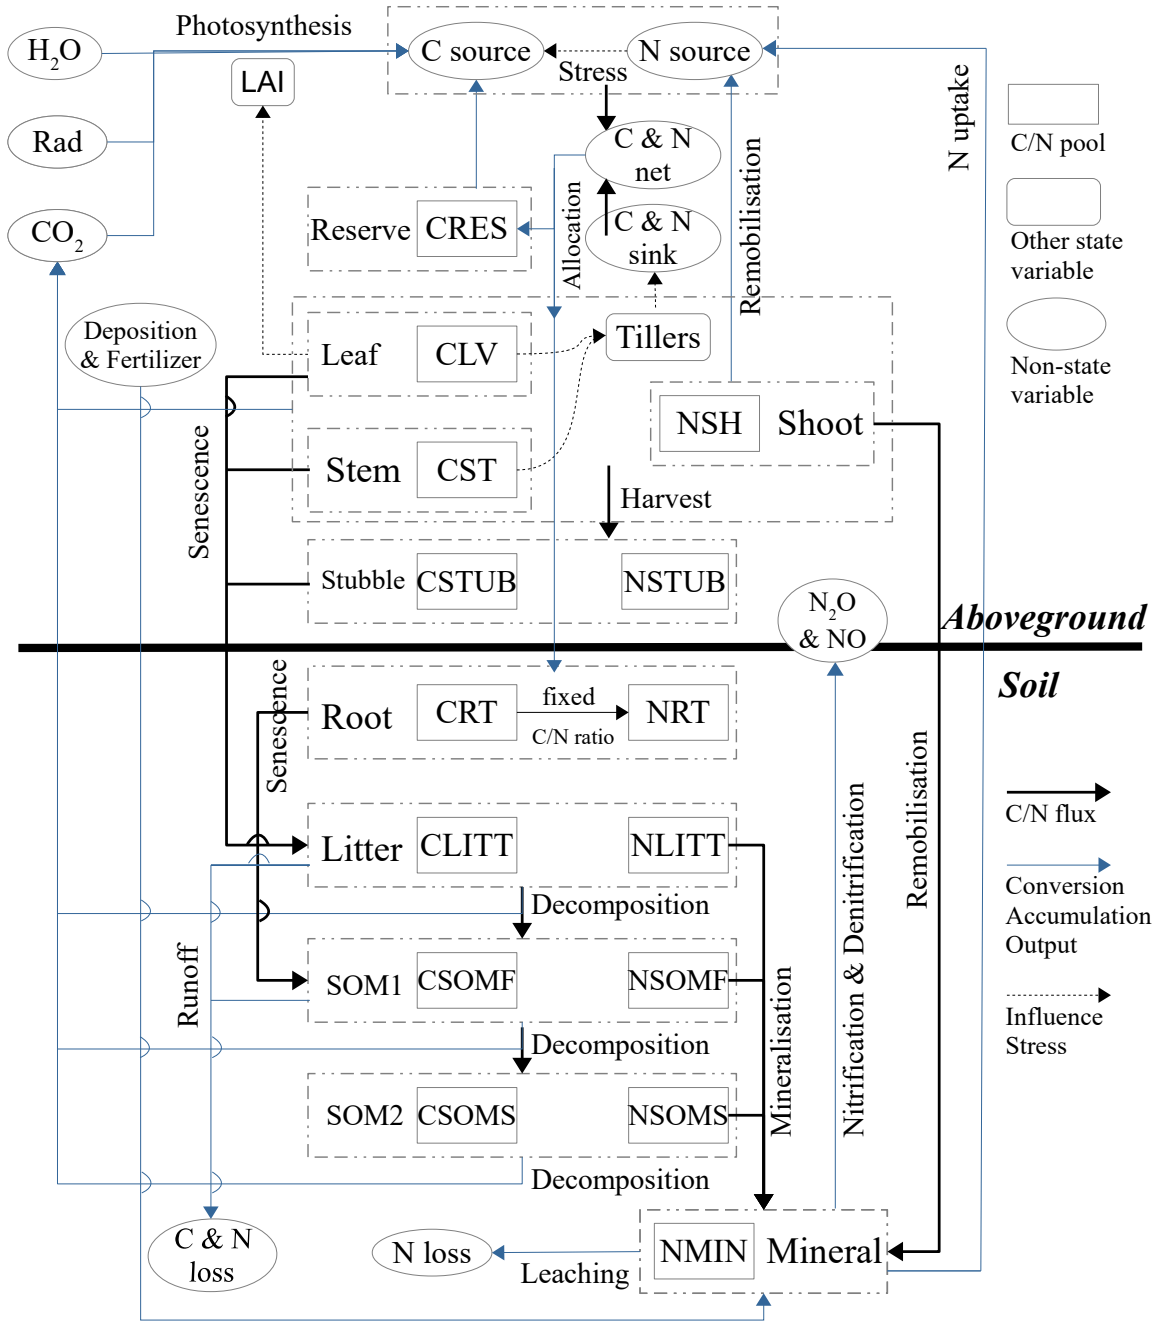 Photosynthesis
H₂O
C source
N source
Stress
LAI
Rad
C & N
net
N uptake
C/N pool
Remobilisation
CO₂
Reserve
CRES
Allocation
C & N
sink
Other state
variable
Deposition
& Fertilizer
Leaf
CLV
Tillers
Non-state
variable
NSH
Shoot
Senescence
Stem
CST
Harvest
Stubble
CSTUB
NSTUB
N₂O
& NO
Aboveground
Soil
Senescence
Root
CRT
fixed
C/N ratio
NRT
Remobilisation
C/N flux
Litter
CLITT
NLITT
Nitrification & Denitrification
Conversion
Accumulation
Output
Decomposition
Runoff
SOM1
CSOMF
NSOMF
Mineralisation
Influence
Stress
Decomposition
SOM2
CSOMS
NSOMS
Decomposition
C & N
loss
N loss
Leaching
NMIN
Mineral